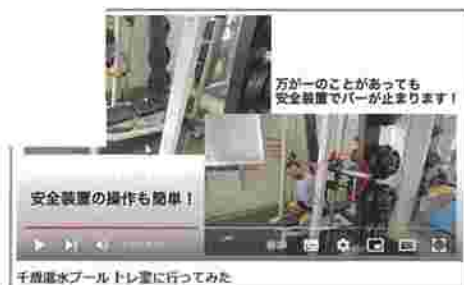 万が一のことがあっても
安全装置でバーが止まります！
安全装置の操作も簡単！
千歳温水プール トレ室に行ってみた